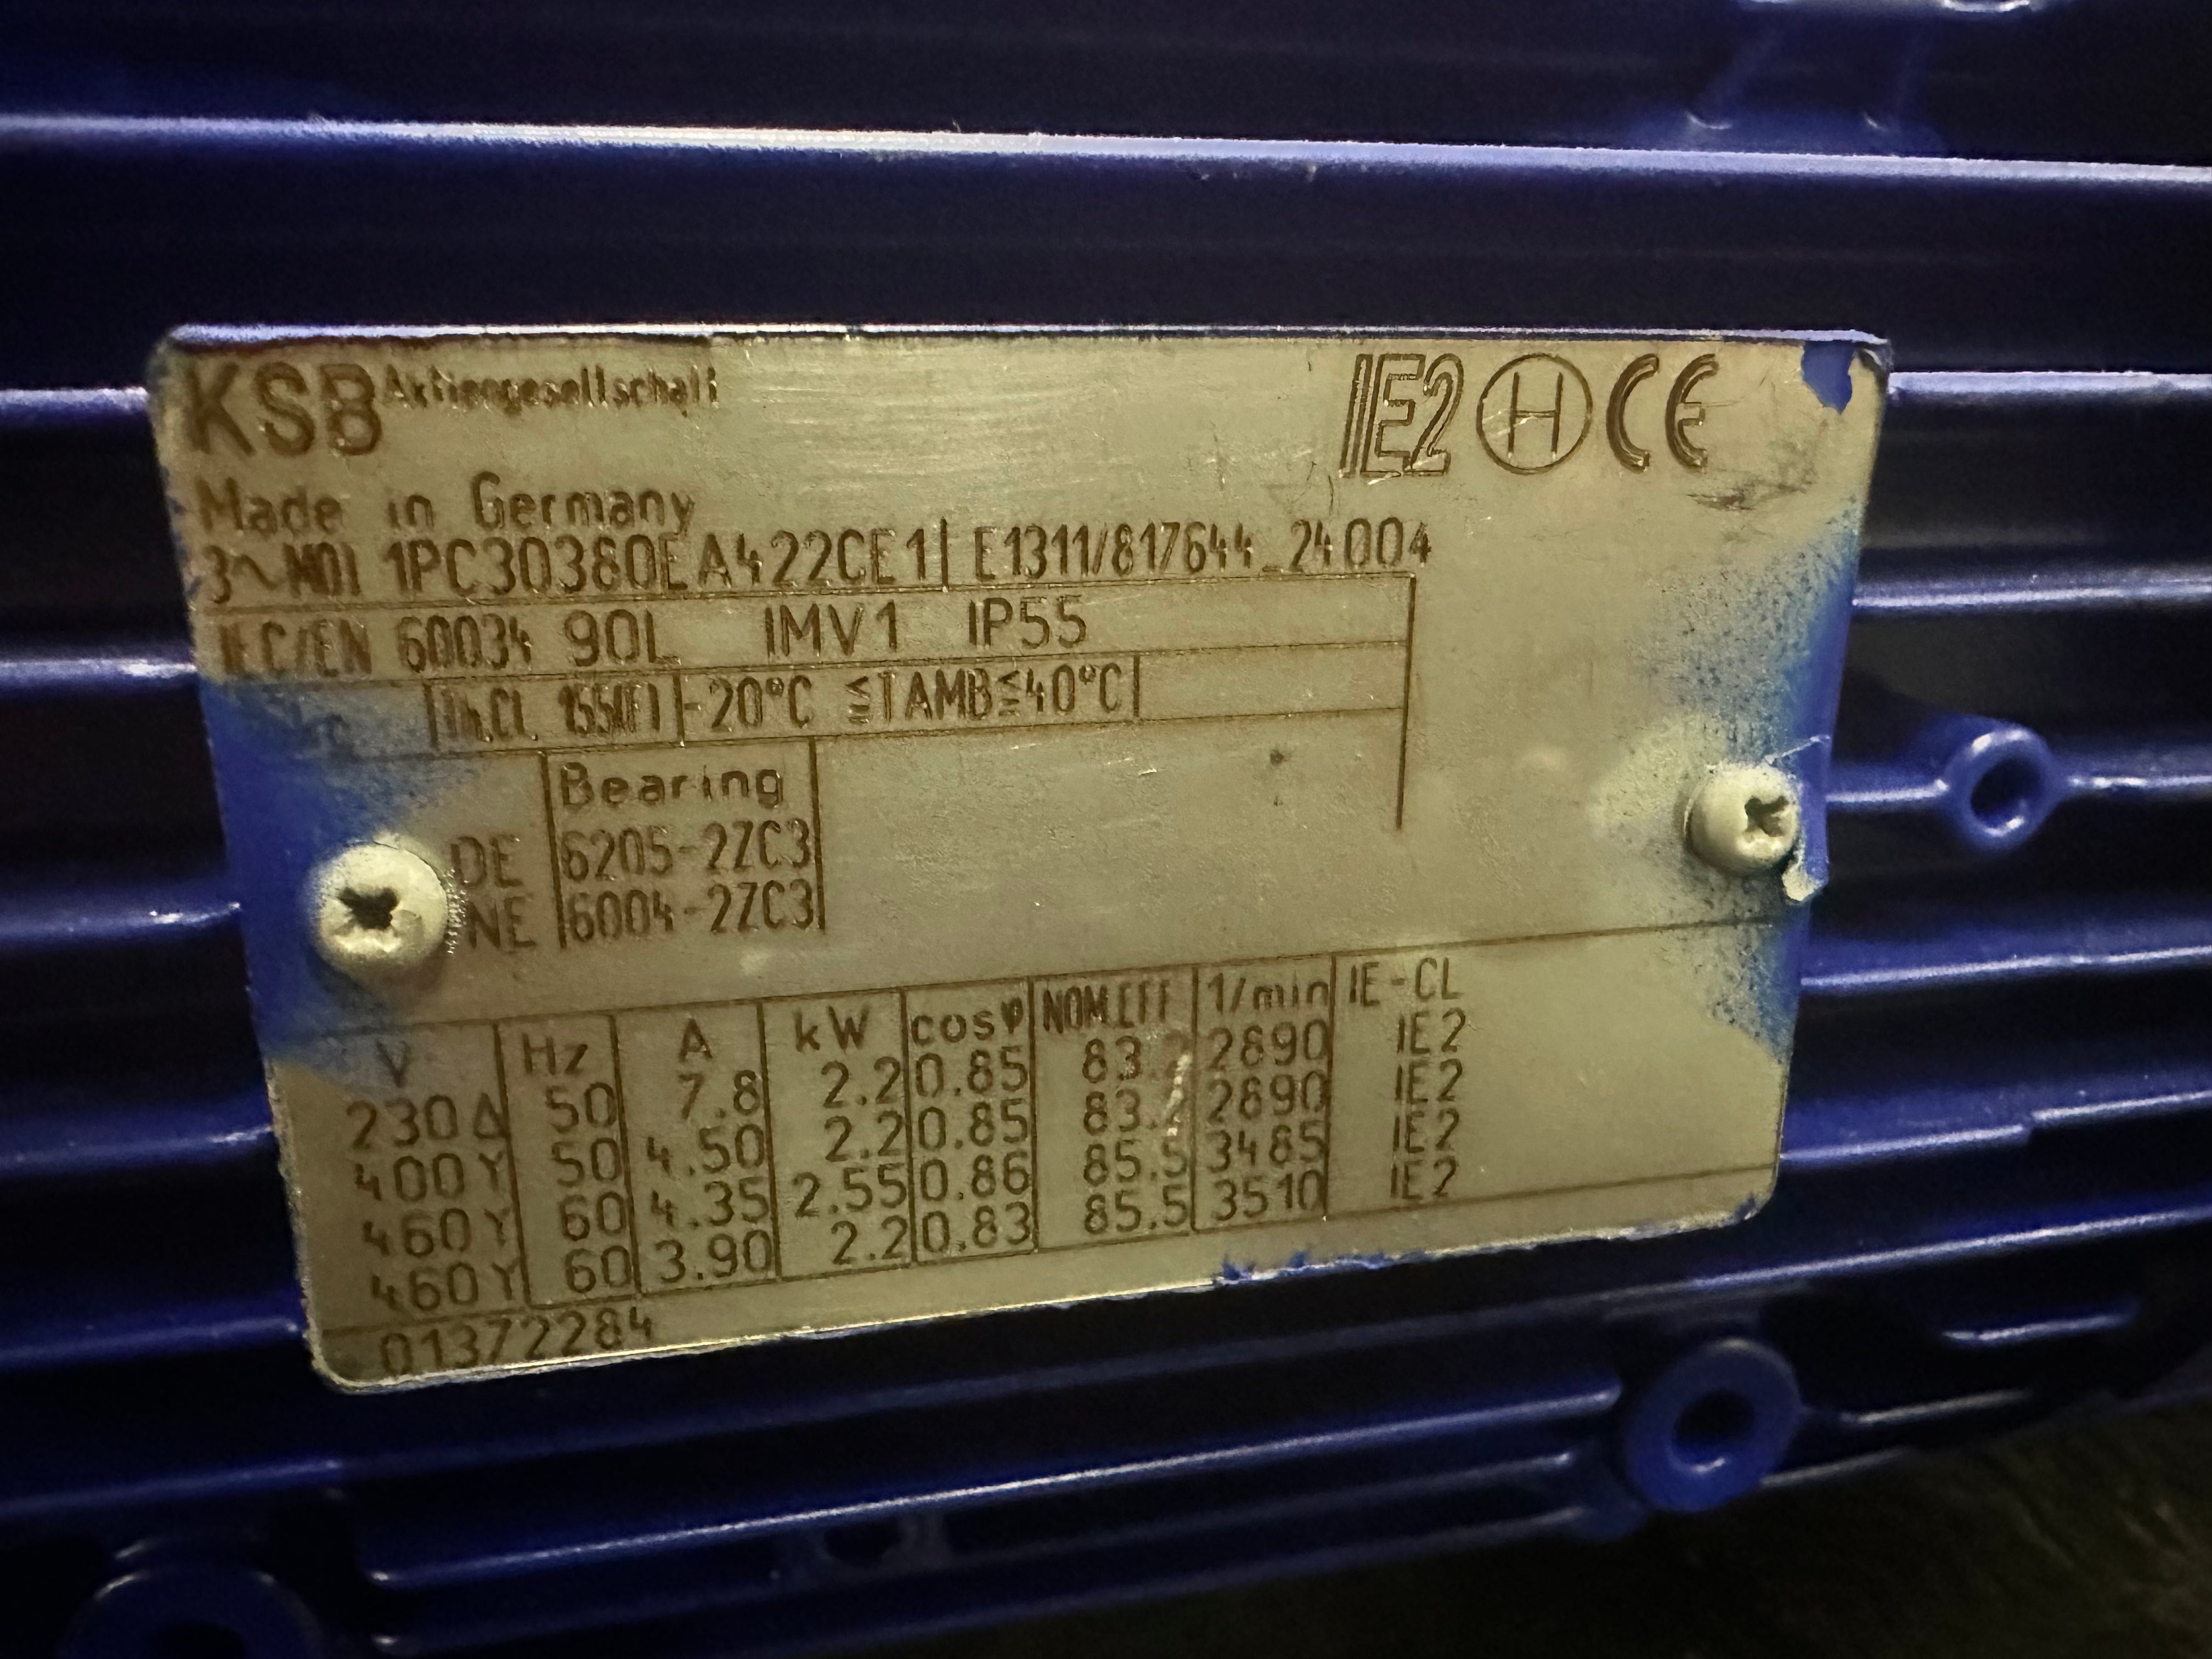 KSB Aktiengesellschaft IE2 H CE
Made in Germany
3~MOT 1PC30380EA422CE1 E1311/817644_24004
IEC/EN 60034 90L IMV1 IP55
Th.Cl. 155(F) -20°C ≤TAMB≤40°C
Bearing
DE 6205-2ZC3
NE 6004-2ZC3
V Hz A kW cosφ NOM.EFF 1/min IE-CL
230Δ 50 7.8 2.2 0.85 83.2 2890 IE2
400Y 50 4.50 2.2 0.85 83.2 2890 IE2
460Y 60 4.35 2.55 0.86 85.5 3485 IE2
460Y 60 3.90 2.2 0.83 85.5 3510 IE2
01372284